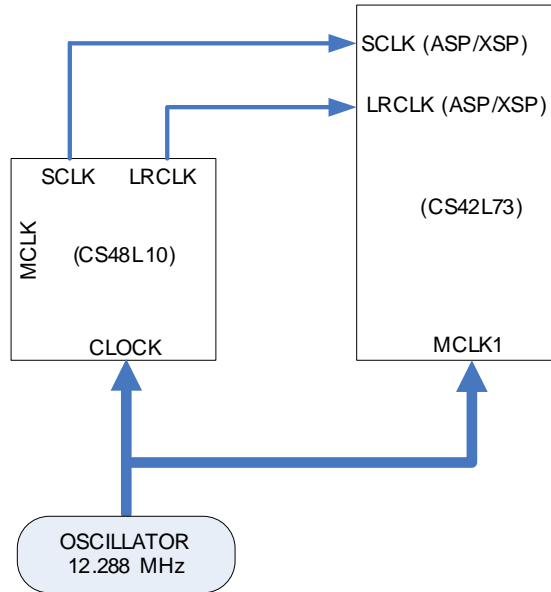 SCLK (ASP/XSP)
LRCLK (ASP/XSP)
(CS42L73)
MCLK1
SCLK
LRCLK
MCLK
(CS48L10)
CLOCK
OSCILLATOR
12.288 MHz